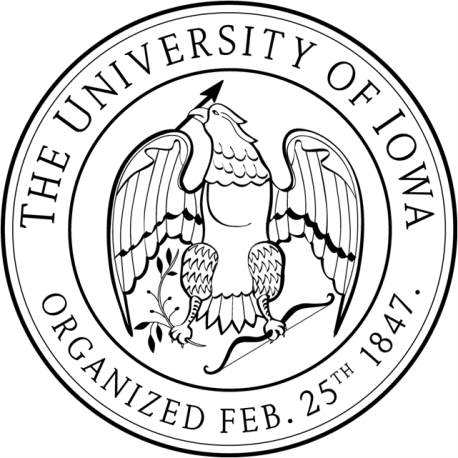 THE UNIVERSITY OF IOWA
ORGANIZED FEB. 25TH 1847.